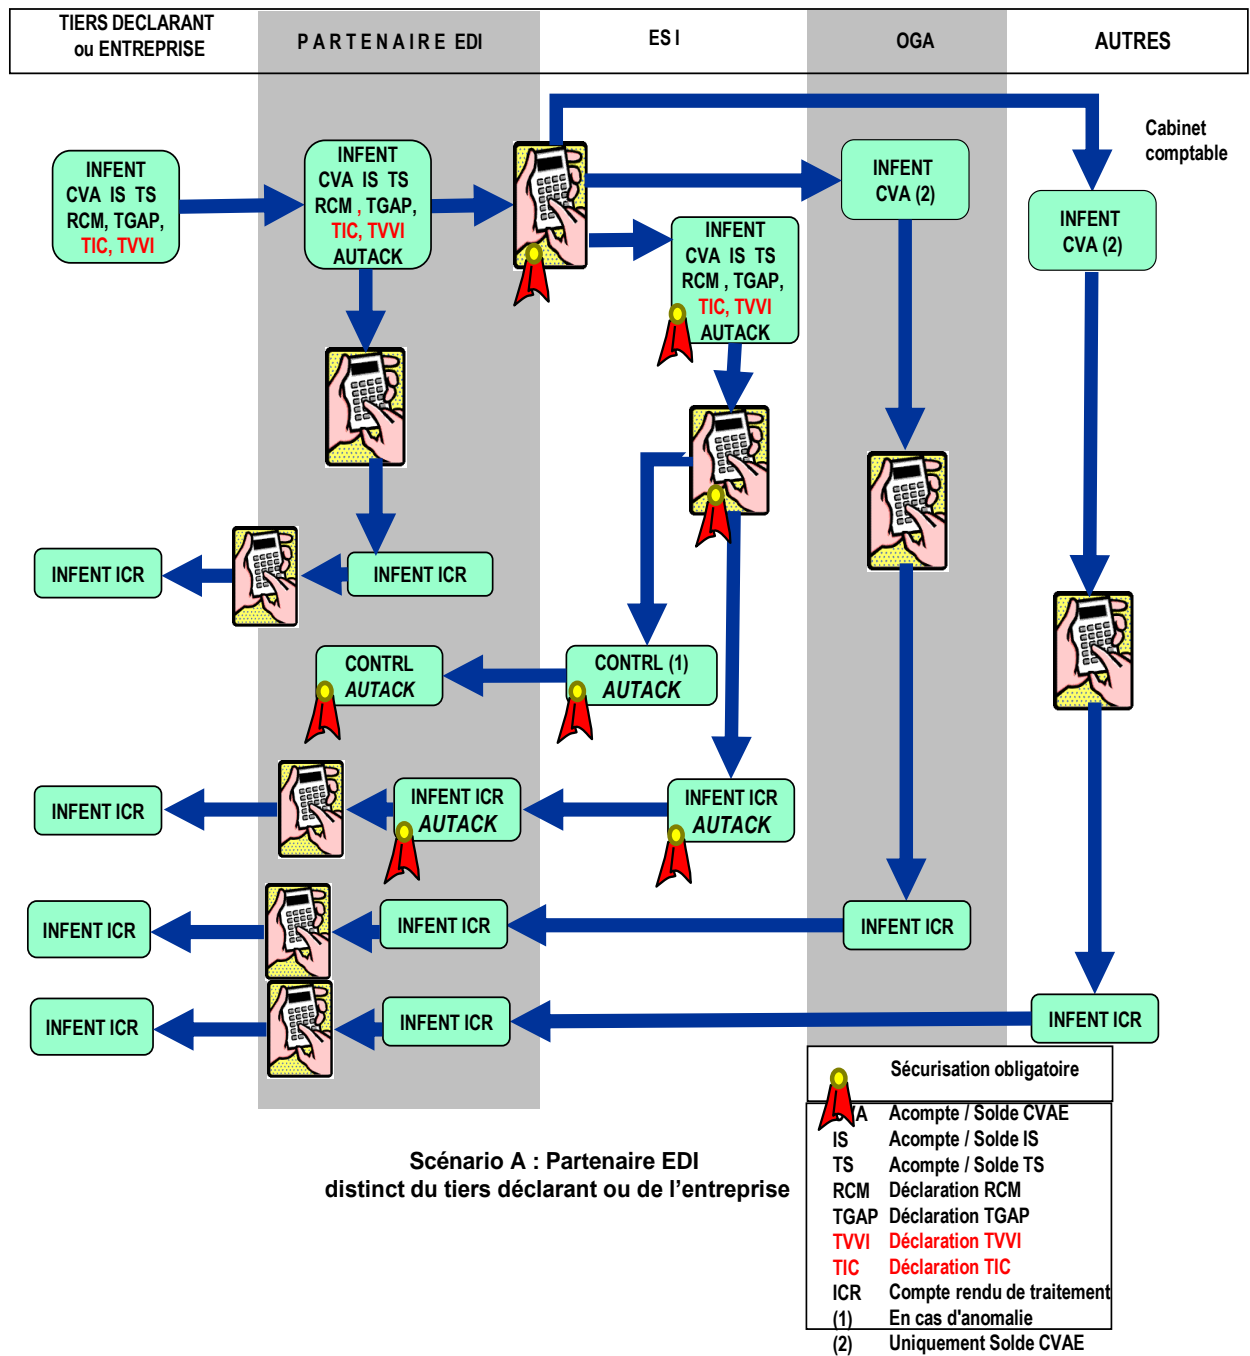 TIERS DECLARANT
ou ENTREPRISE
P A R T E N A I R E EDI
ES I
OGA
AUTRES
Cabinet
comptable
INFENT
CVA IS TS
RCM, TGAP,
TIC, TVVI
INFENT
CVA IS TS
RCM , TGAP,
TIC, TVVI
AUTACK
INFENT
CVA (2)
INFENT
CVA (2)
INFENT
CVA IS TS
RCM , TGAP,
TIC, TVVI
AUTACK
INFENT ICR
INFENT ICR
CONTRL
AUTACK
CONTRL (1)
AUTACK
INFENT ICR
INFENT ICR
AUTACK
INFENT ICR
AUTACK
INFENT ICR
INFENT ICR
INFENT ICR
INFENT ICR
INFENT ICR
INFENT ICR
Sécurisation obligatoire
CVA Acompte / Solde CVAE
IS Acompte / Solde IS
TS Acompte / Solde TS
RCM Déclaration RCM
TGAP Déclaration TGAP
TVVI Déclaration TVVI
TIC Déclaration TIC
ICR Compte rendu de traitement
(1) En cas d'anomalie
(2) Uniquement Solde CVAE
Scénario A : Partenaire EDI
distinct du tiers déclarant ou de l’entreprise